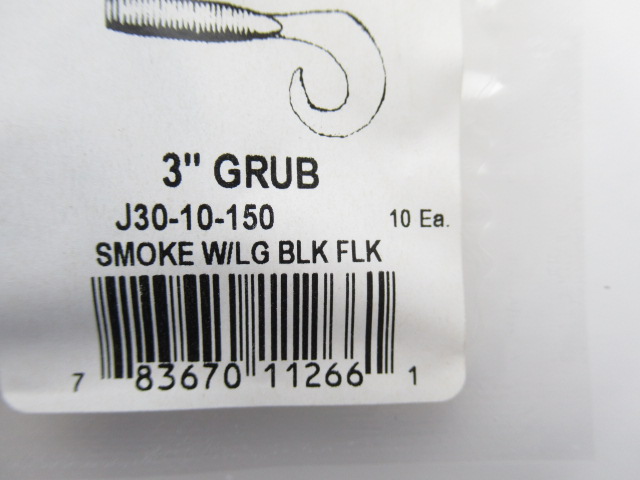 3" GRUB
J30-10-150 10 Ea.
SMOKE W/LG BLK FLK
7 83670 11266 1